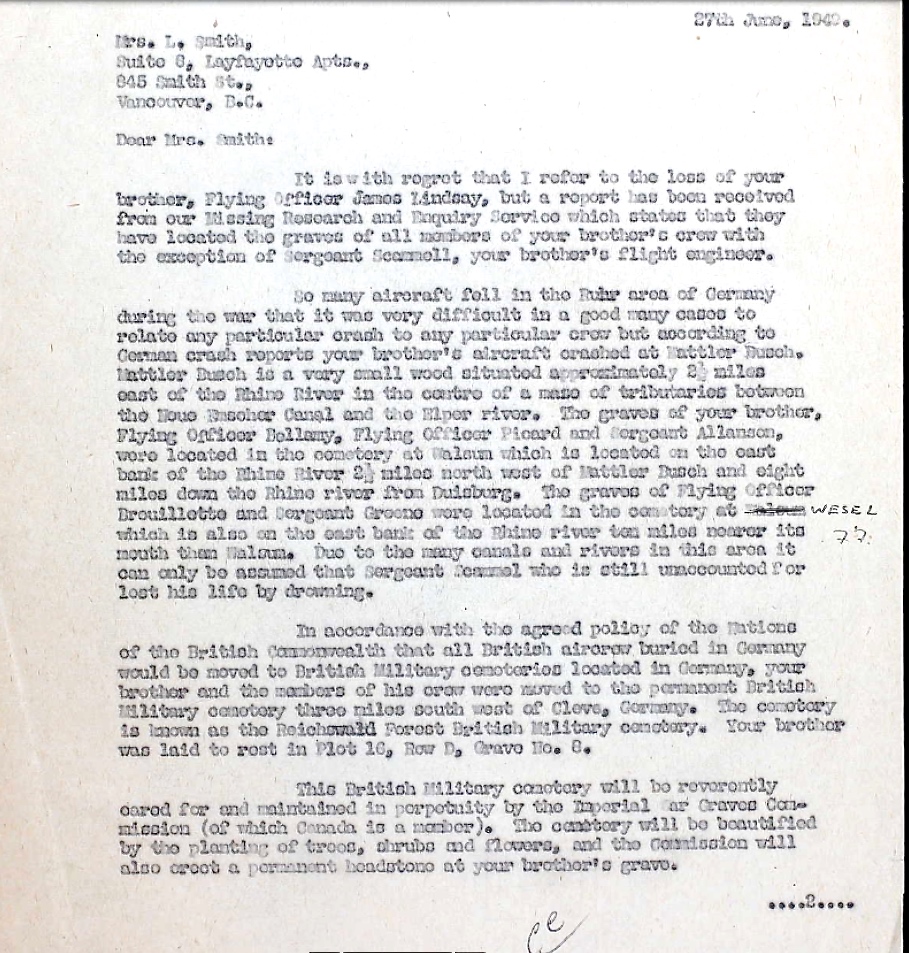 27th June, 1949.
Mrs. L. Smith,
Suite 8, Layfayette Apts.,
845 Smith St.,
Vancouver, B.C.
Dear Mrs. Smith:
It is with regret that I refer to the loss of your
brother, Flying Officer James Lindsay, but a report has been received
from our Missing Research and Enquiry Service which states that they
have located the graves of all members of your brother's crew with
the exception of Sergeant Scammell, your brother's flight engineer.
So many aircraft fell in the Ruhr area of Germany
during the war that it was very difficult in a good many cases to
relate any particular crash to any particular crew but according to
German crash reports your brother's aircraft crashed at Mattler Busch.
Mattler Busch is a very small wood situated approximately 2½ miles
east of the Rhine River in the centre of a maze of tributaries between
the Neue Emscher Canal and the Elper river. The graves of your brother,
Flying Officer Bellamy, Flying Officer Picard and Sergeant Allanson,
were located in the cemetery at Walsum which is located on the east
bank of the Rhine River 2½ miles north west of Mattler Busch and eight
miles down the Rhine river from Duisburg. The graves of Flying Officer
Brouillette and Sergeant Greene were located in the cemetery at Walsum WESEL
which is also on the east bank of the Rhine river ten miles nearer its
mouth than Walsum. Due to the many canals and rivers in this area it
can only be assumed that Sergeant Scammel who is still unaccounted for
lost his life by drowning.
In accordance with the agreed policy of the Nations
of the British Commonwealth that all British aircrew buried in Germany
would be moved to British Military cemeteries located in Germany, your
brother and the members of his crew were moved to the permanent British
Military cemetery three miles south west of Cleve, Germany. The cemetery
is known as the Reichswald Forest British Military cemetery. Your brother
was laid to rest in Plot 16, Row D, Grave No. 8.
This British Military cemetery will be reverently
cared for and maintained in perpetuity by the Imperial War Graves Com-
mission (of which Canada is a member). The cemetery will be beautified
by the planting of trees, shrubs and flowers, and the Commission will
also erect a permanent headstone at your brother's grave.
....2....